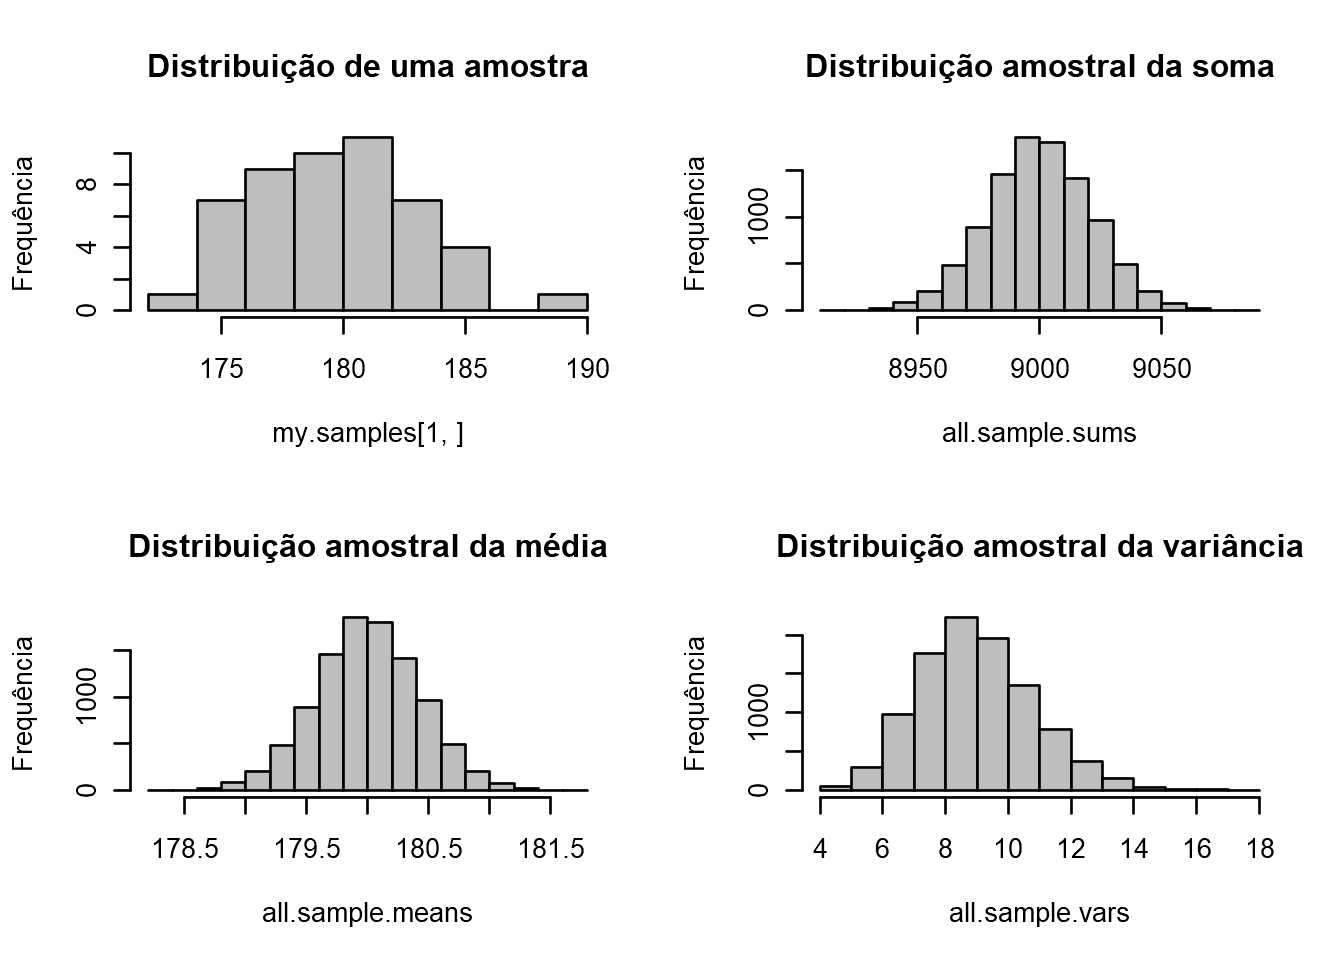 Distribuição de uma amostra
Frequência
0 4 8
175 180 185 190
my.samples[1, ]
Distribuição amostral da soma
Frequência
0 1000
8950 9000 9050
all.sample.sums
Distribuição amostral da média
Frequência
0 1000
178.5 179.5 180.5 181.5
all.sample.means
Distribuição amostral da variância
Frequência
0 1000
4 6 8 10 12 14 16 18
all.sample.vars